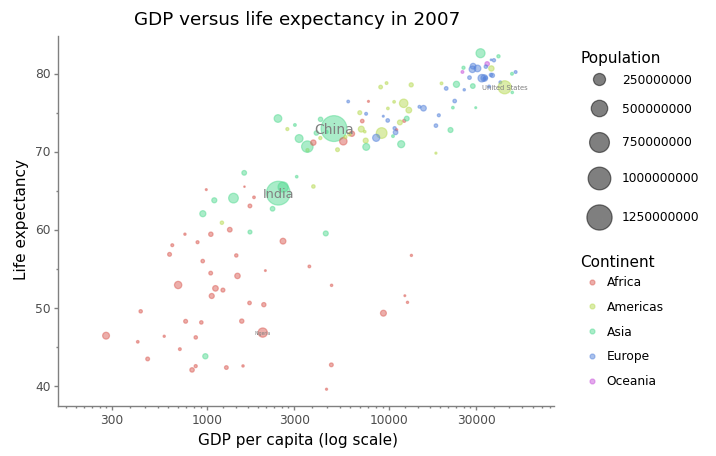 GDP versus life expectancy in 2007
Life expectancy
80
70
60
50
40
United States
China
India
Nigeria
300
1000
3000
10000
30000
GDP per capita (log scale)
Population
250000000
500000000
750000000
1000000000
1250000000
Continent
Africa
Americas
Asia
Europe
Oceania